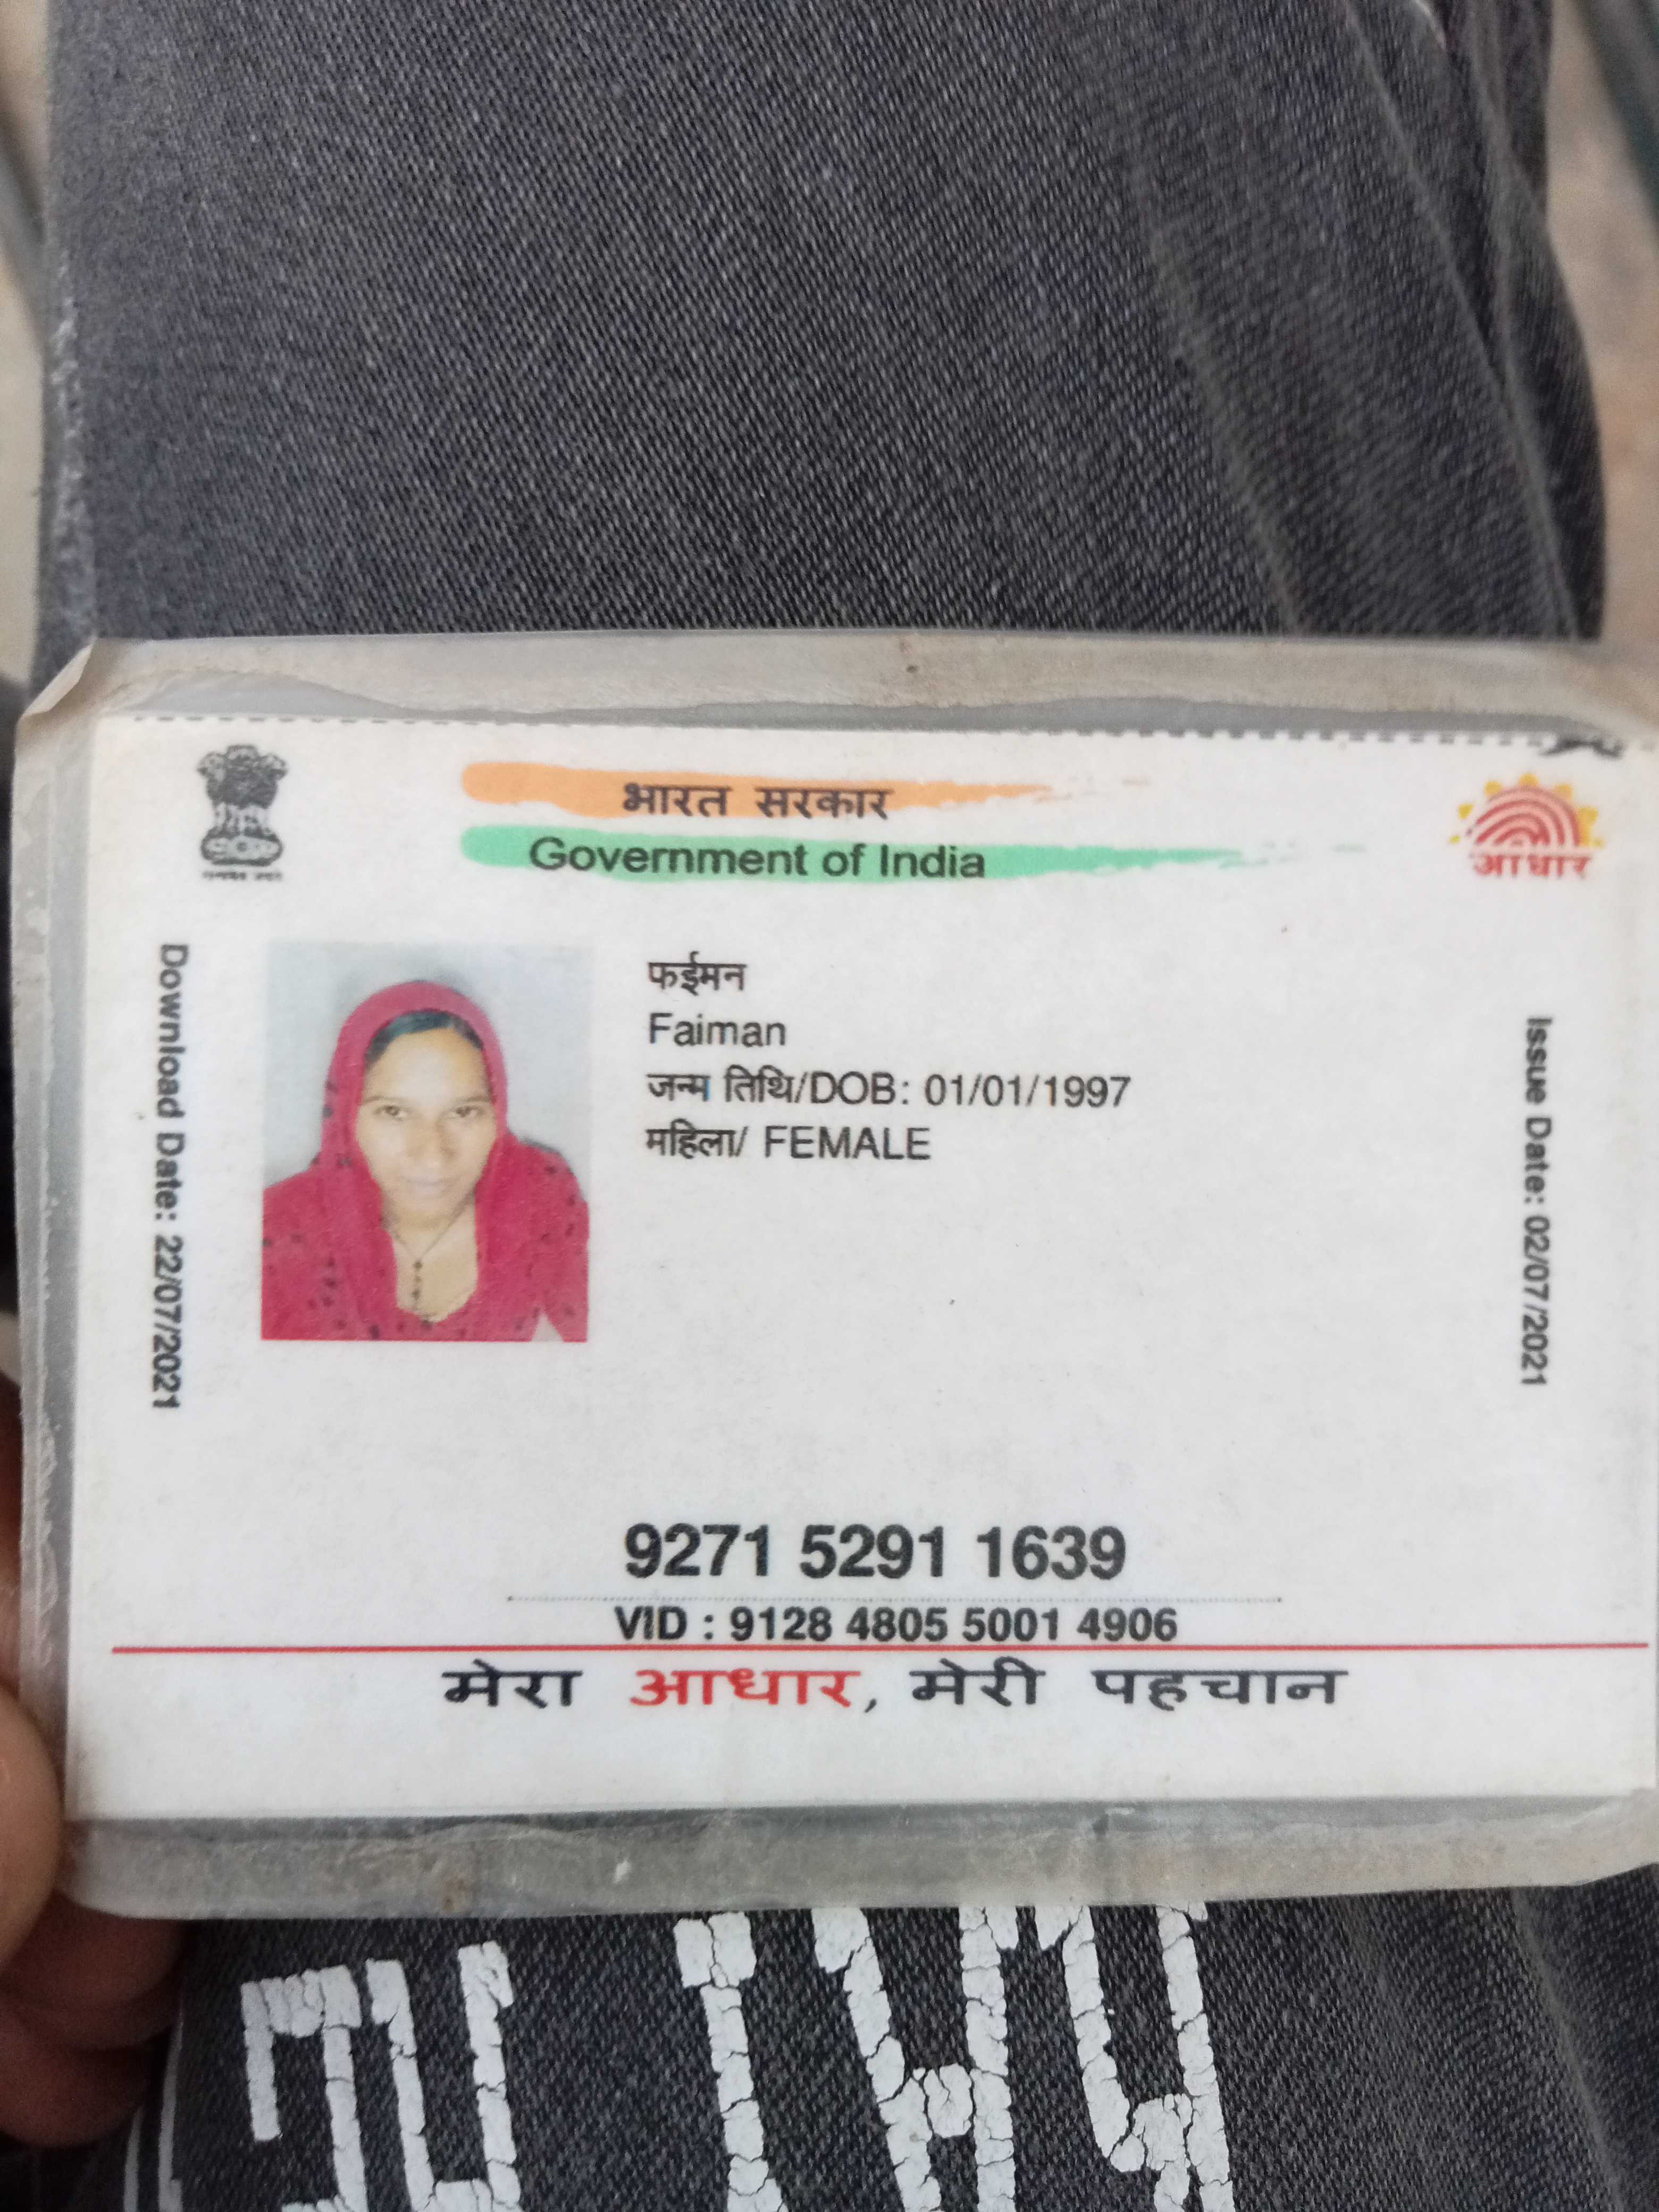 भारत सरकार
Government of India
आधार
Download Date: 22/07/2021
फईमन
Faiman
जन्म तिथि/DOB: 01/01/1997
महिला/ FEMALE
Issue Date: 02/07/2021
9271 5291 1639
VID : 9128 4805 5001 4906
मेरा आधार, मेरी पहचान